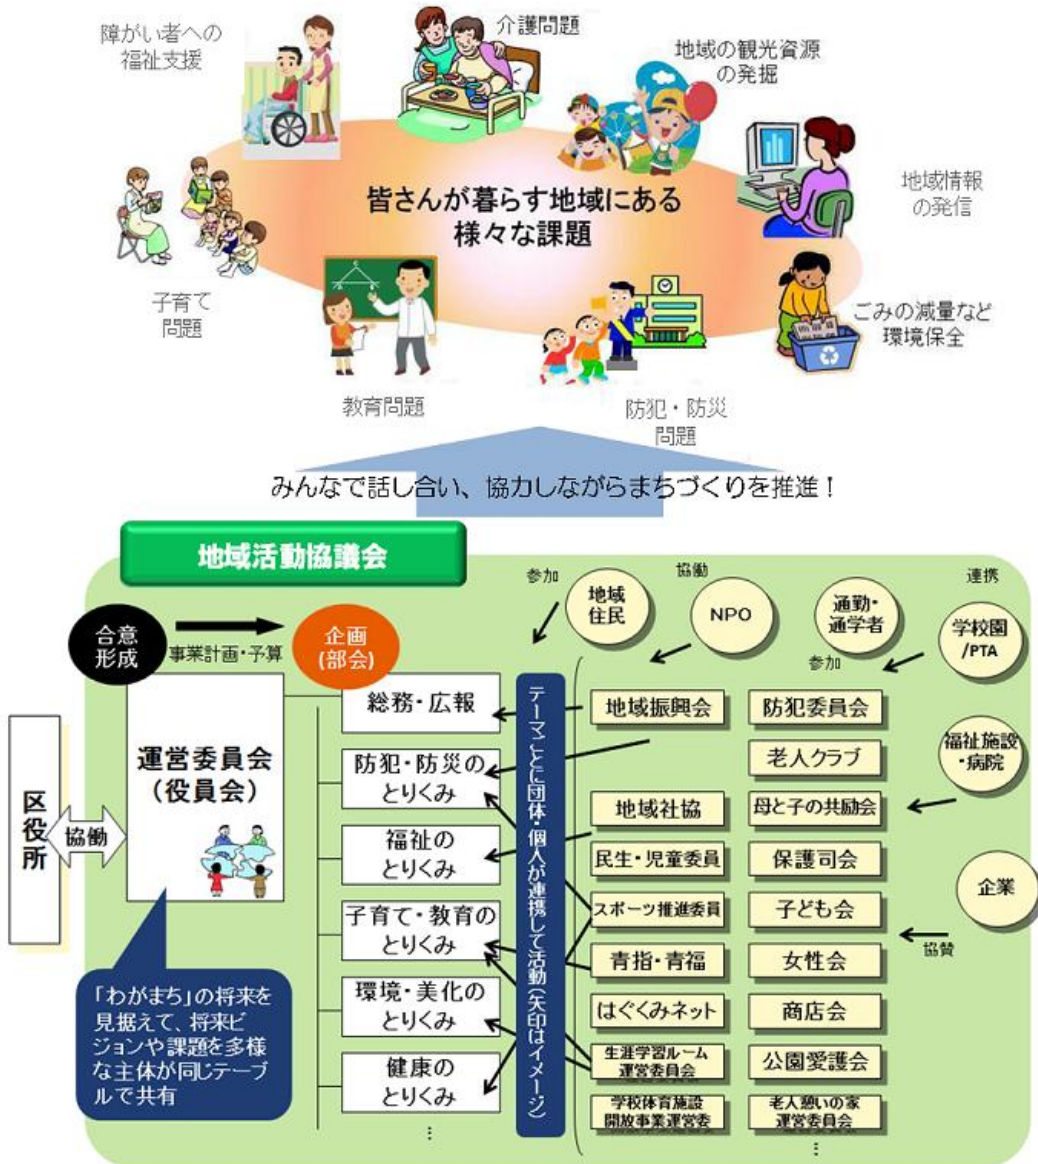 障がい者への
福祉支援
介護問題
地域の観光資源
の発掘
地域情報
の発信
皆さんが暮らす地域にある
様々な課題
子育て
問題
教育問題
防犯・防災
問題
ごみの減量など
環境保全
みんなで話し合い、協力しながらまちづくりを推進！
地域活動協議会
合意
形成
事業計画・予算
企画
(部会)
参加
地域
住民
協働
NPO
通勤・
通学者
参加
連携
学校園
/PTA
区役所
協働
運営委員会
（役員会）
総務・広報
防犯・防災の
とりくみ
福祉の
とりくみ
子育て・教育の
とりくみ
環境・美化の
とりくみ
健康の
とりくみ
…
テーマごとに団体・個人が連携して活動（矢印はイメージ）
地域振興会
防犯委員会
老人クラブ
地域社協
母と子の共励会
民生・児童委員
保護司会
スポーツ推進委員
子ども会
青指・青福
女性会
はぐくみネット
商店会
生涯学習ルーム
運営委員会
公園愛護会
学校体育施設
開放事業運営委
老人憩いの家
運営委員会
…
福祉施設
・病院
企業
協賛
「わがまち」の将来を
見据えて、将来ビ
ジョンや課題を多様
な主体が同じテーブ
ルで共有